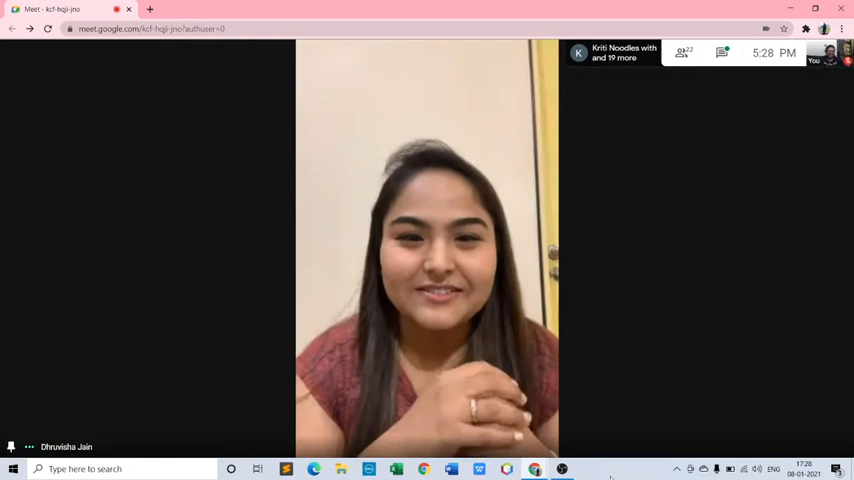 Meet - kcf-hqji-jno
meet.google.com/kcf-hqji-jno?authuser=0
K
Kriti Noodles with
and 19 more
22
5:28 PM
You
Dhruvisha Jain
Type here to search
ENG
17:28
08-01-2021
3